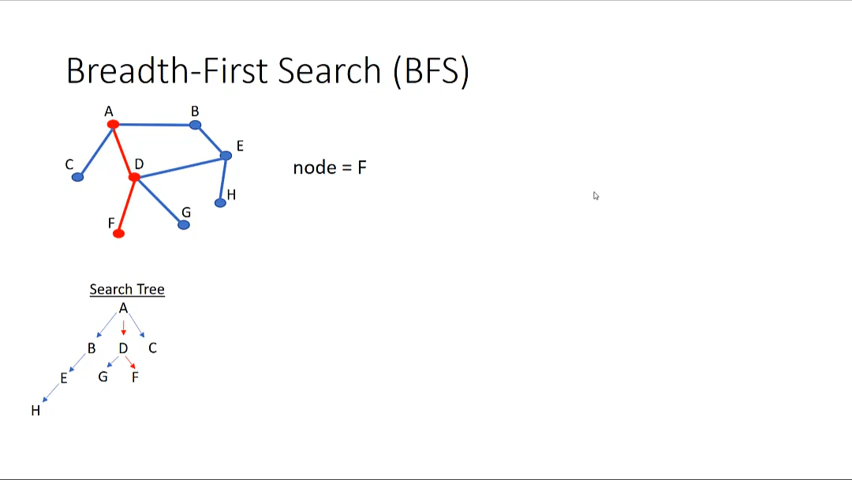 Breadth-First Search (BFS)
A B
E
C D
node = F
H
G
F
Search Tree
A
B D C
E G F
H